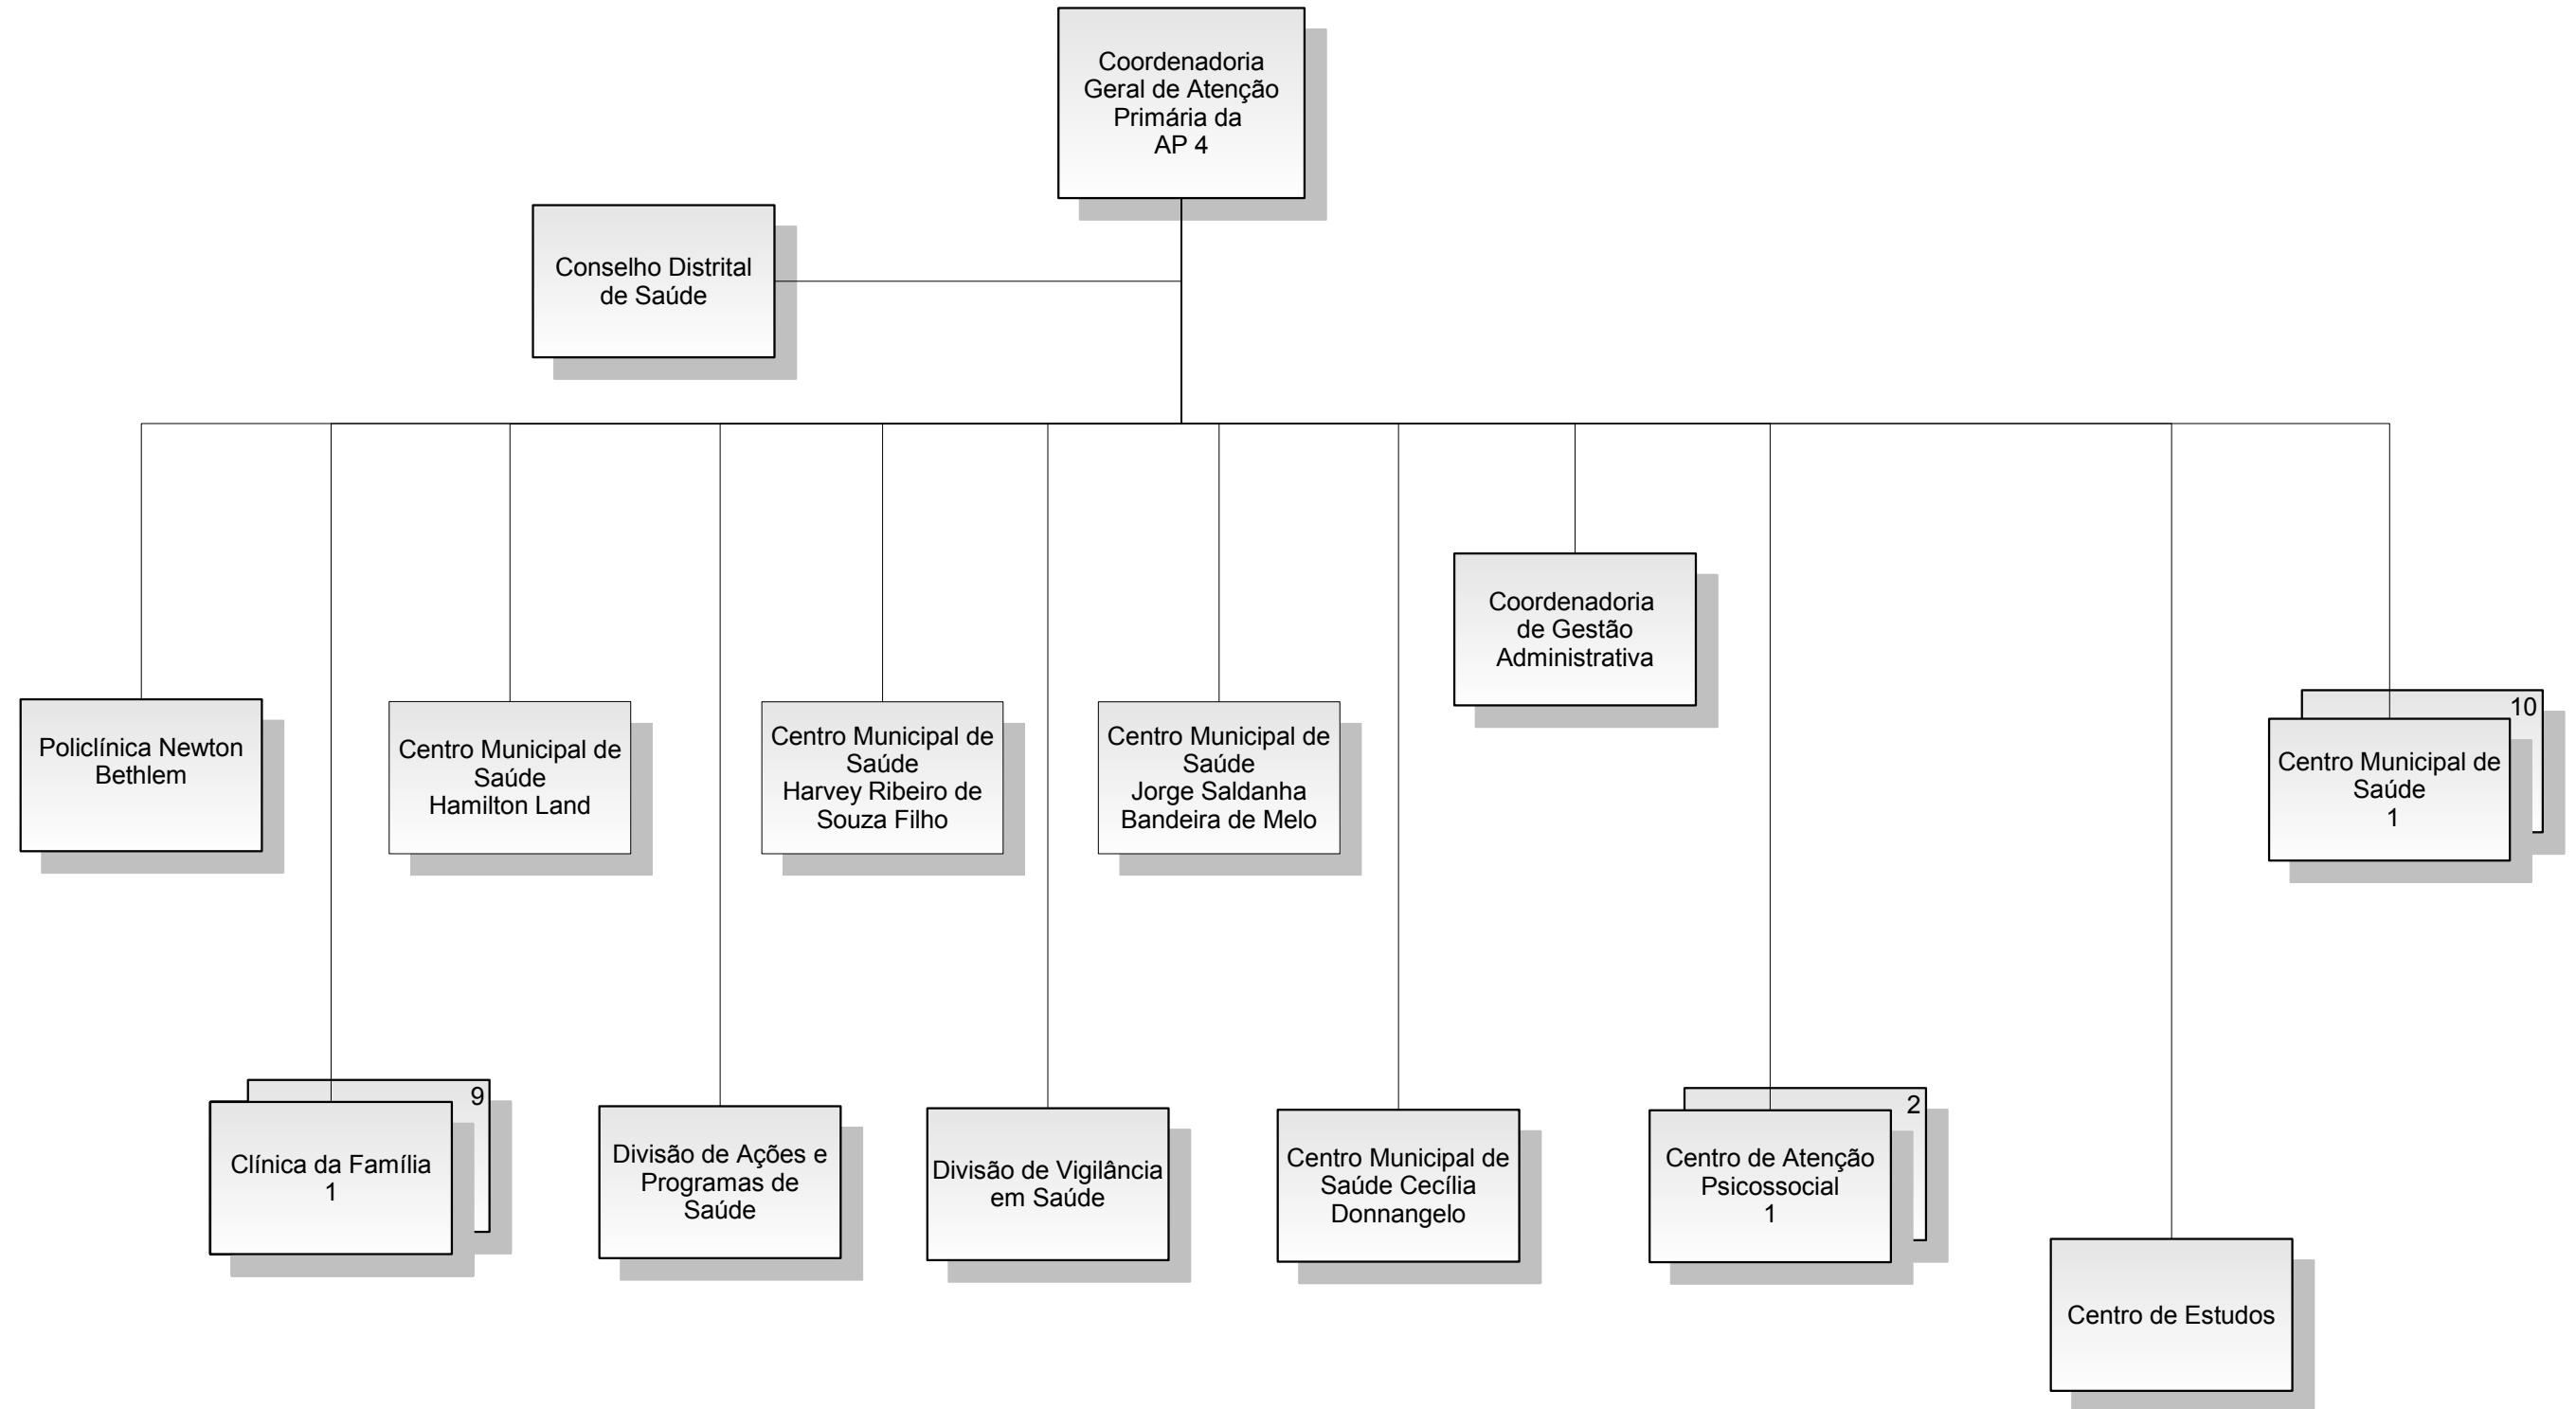 Coordenadoria
Geral de Atenção
Primária da
AP 4
Conselho Distrital
de Saúde
Coordenadoria
de Gestão
Administrativa
Policlínica Newton
Bethlem
Centro Municipal de
Saúde
Hamilton Land
Centro Municipal de
Saúde
Harvey Ribeiro de
Souza Filho
Centro Municipal de
Saúde
Jorge Saldanha
Bandeira de Melo
10
Centro Municipal de
Saúde
1
9
Clínica da Família
1
Divisão de Ações e
Programas de
Saúde
Divisão de Vigilância
em Saúde
Centro Municipal de
Saúde Cecília
Donnangelo
2
Centro de Atenção
Psicossocial
1
Centro de Estudos